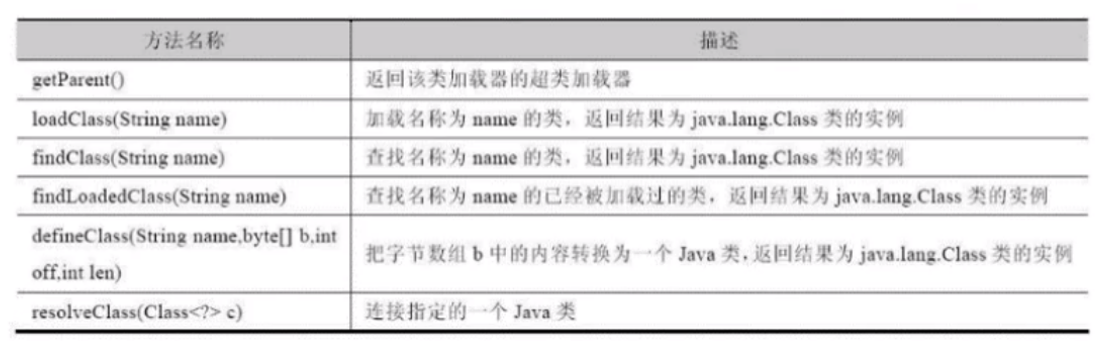 方法名称 描述
getParent() 返回该类加载器的超类加载器
loadClass(String name) 加载名称为 name 的类，返回结果为 java.lang.Class 类的实例
findClass(String name) 查找名称为 name 的类，返回结果为 java.lang.Class 类的实例
findLoadedClass(String name) 查找名称为 name 的已经被加载过的类，返回结果为 java.lang.Class 类的实例
defineClass(String name,byte[] b,int
off,int len)
把字节数组 b 中的内容转换为一个 Java 类，返回结果为 java.lang.Class 类的实例
resolveClass(Class<?> c) 连接指定的一个 Java 类